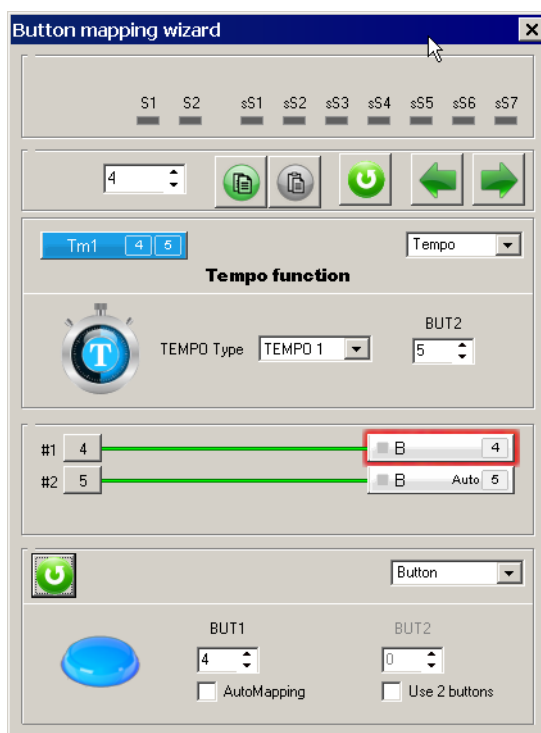 Button mapping wizard
S1 S2 sS1 sS2 sS3 sS4 sS5 sS6 sS7
4
Tm1 4 5 Tempo
Tempo function
BUT2
T TEMPO Type TEMPO 1 5
#1 4 B 4
#2 5 B Auto 5
Button
BUT1 BUT2
4 0
AutoMapping Use 2 buttons